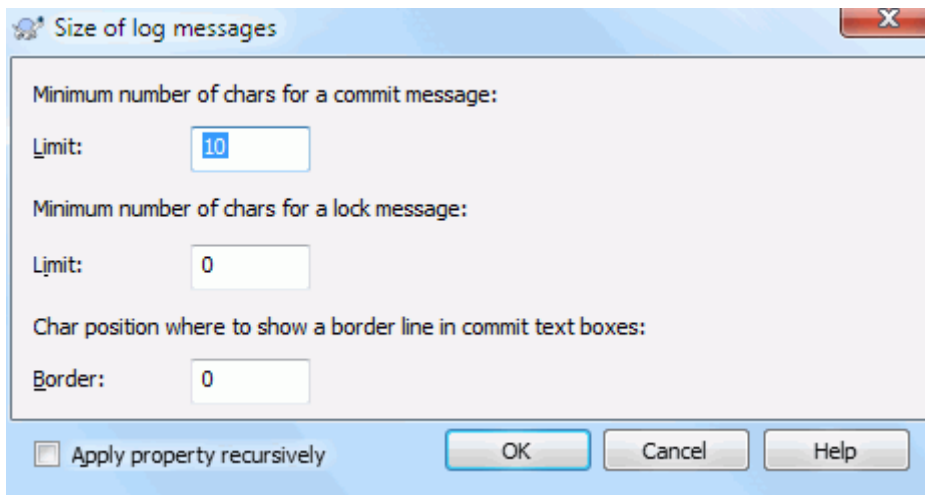 Size of log messages
Minimum number of chars for a commit message:
Limit: 10
Minimum number of chars for a lock message:
Limit: 0
Char position where to show a border line in commit text boxes:
Border: 0
Apply property recursively OK Cancel Help